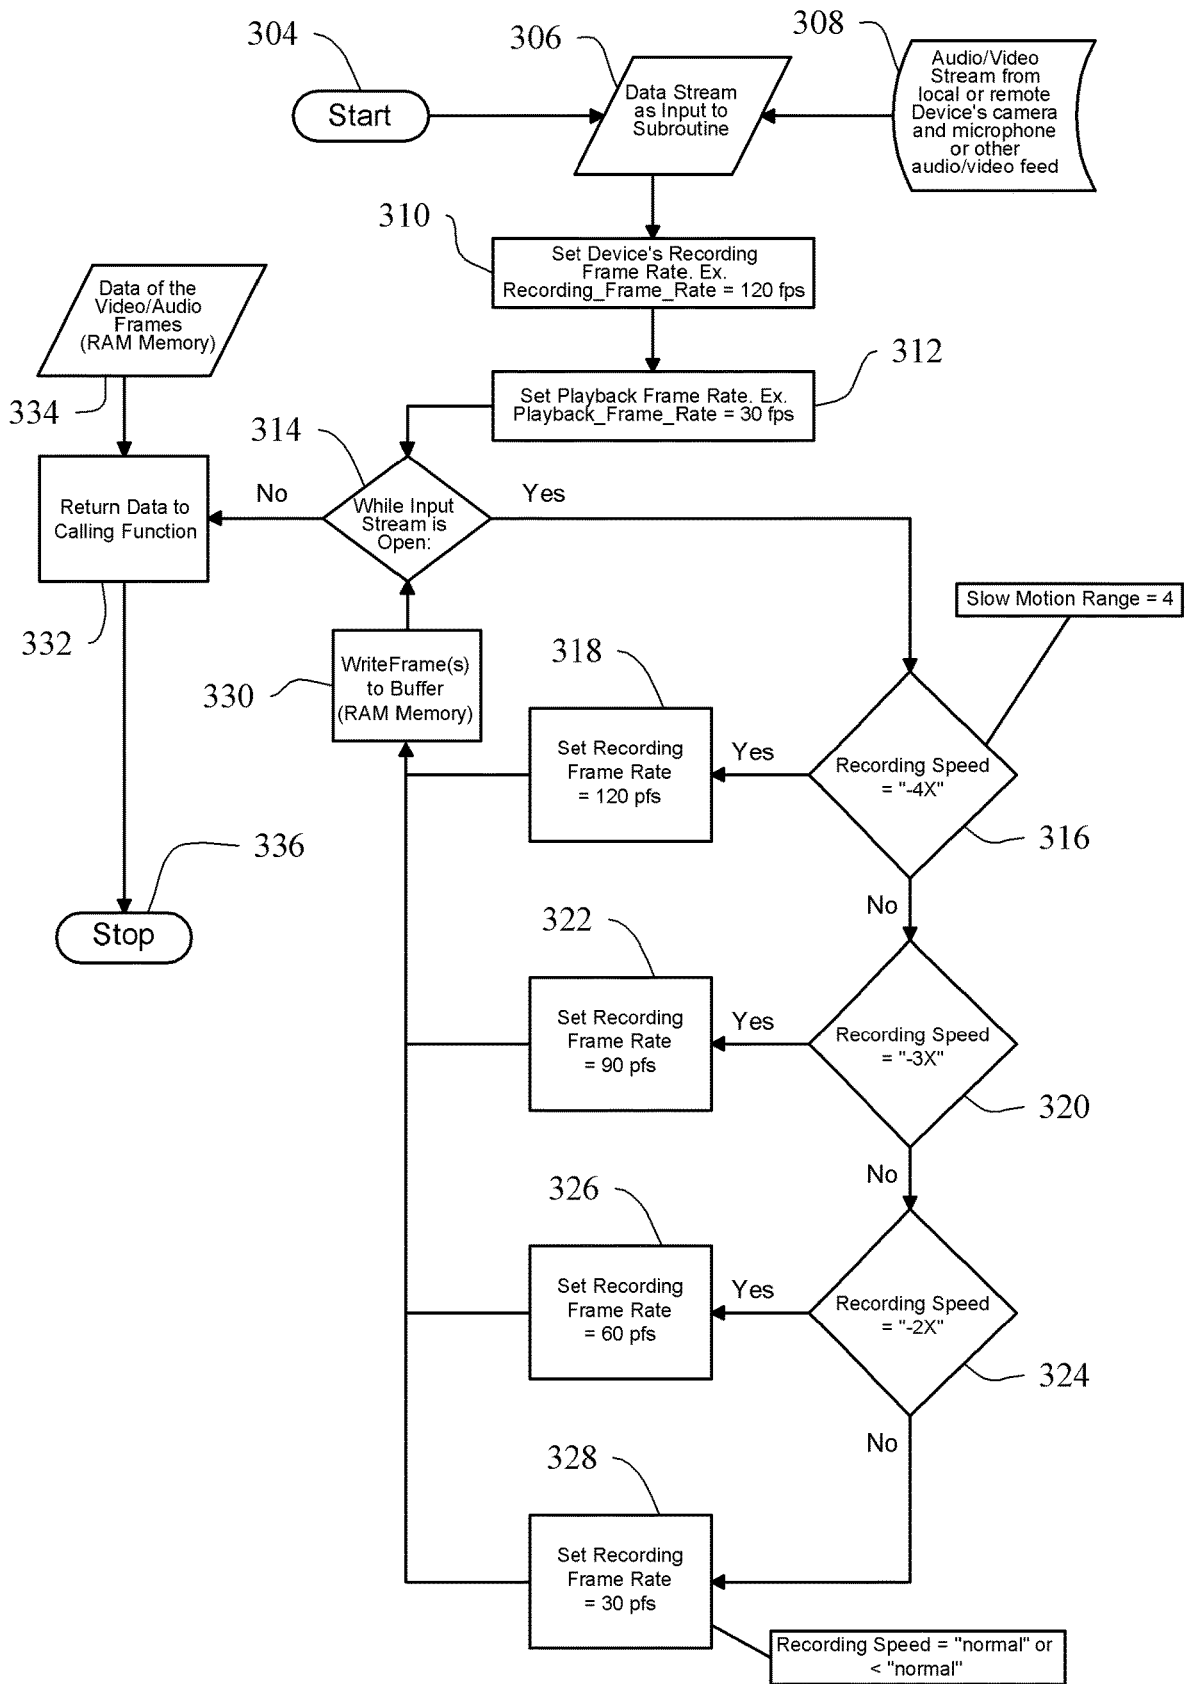 304
Start
306
Data Stream
as Input to
Subroutine
308
Audio/Video
Stream from
local or remote
Device's camera
and microphone
or other
audio/video feed
310
Set Device's Recording
Frame Rate. Ex.
Recording_Frame_Rate = 120 fps
312
Set Playback Frame Rate. Ex.
Playback_Frame_Rate = 30 fps
Data of the
Video/Audio
Frames
(RAM Memory)
334
314
While Input
Stream is
Open:
No
Yes
Return Data to
Calling Function
332
336
Stop
330
WriteFrame(s)
to Buffer
(RAM Memory)
Slow Motion Range = 4
318
Set Recording
Frame Rate
= 120 pfs
Yes
Recording Speed
= "-4X"
316
No
322
Set Recording
Frame Rate
= 90 pfs
Yes
Recording Speed
= "-3X"
320
No
326
Set Recording
Frame Rate
= 60 pfs
Yes
Recording Speed
= "-2X"
324
No
328
Set Recording
Frame Rate
= 30 pfs
Recording Speed = "normal" or
< "normal"